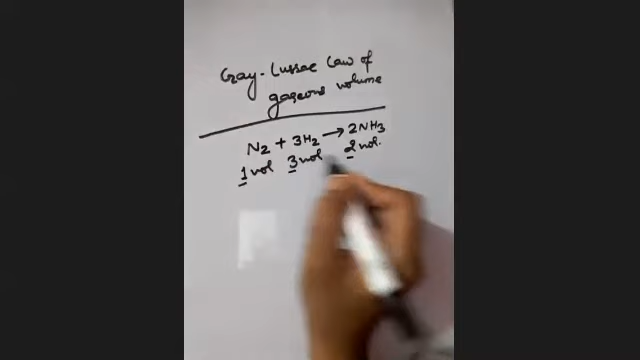 Gay-Lussac Law of
gaseous volume
N2 + 3H2 → 2NH3
1 vol 3 vol 2 vol.